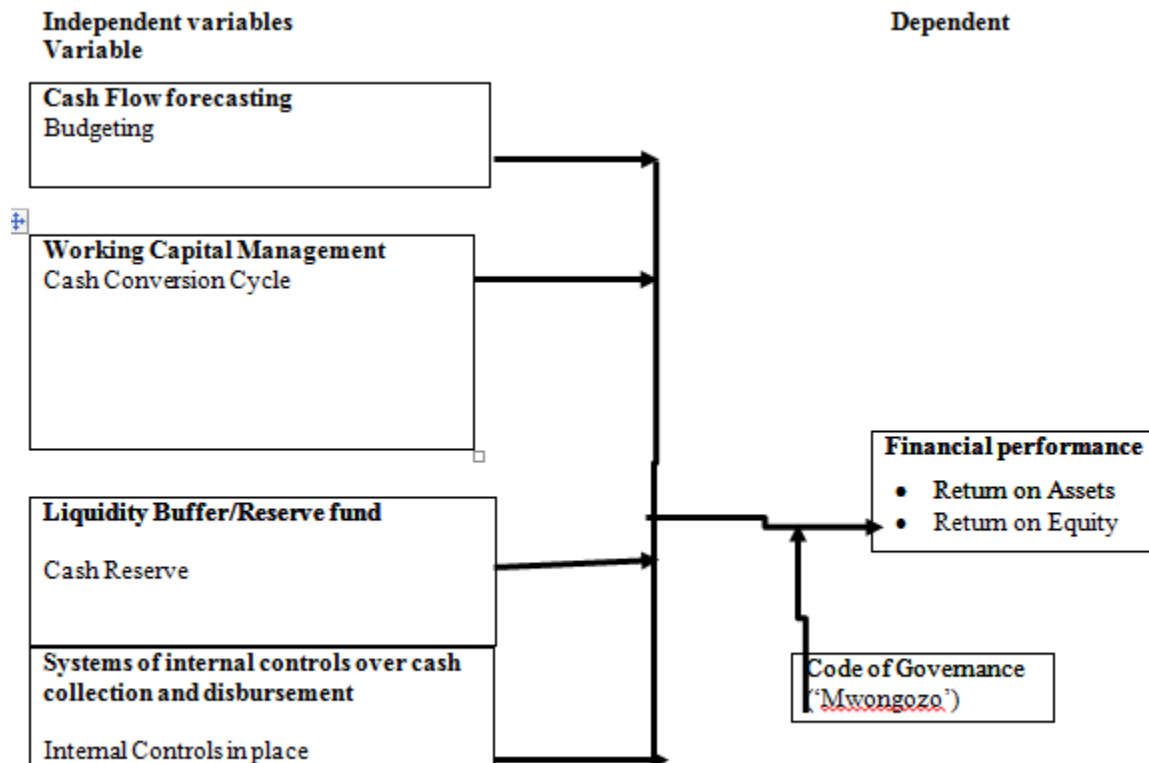 Independent variables
Variable
Dependent
Cash Flow forecasting
Budgeting
Working Capital Management
Cash Conversion Cycle
Liquidity Buffer/Reserve fund
Cash Reserve
Systems of internal controls over cash
collection and disbursement
Internal Controls in place
Financial performance
• Return on Assets
• Return on Equity
Code of Governance
(‘Mwongozo’)